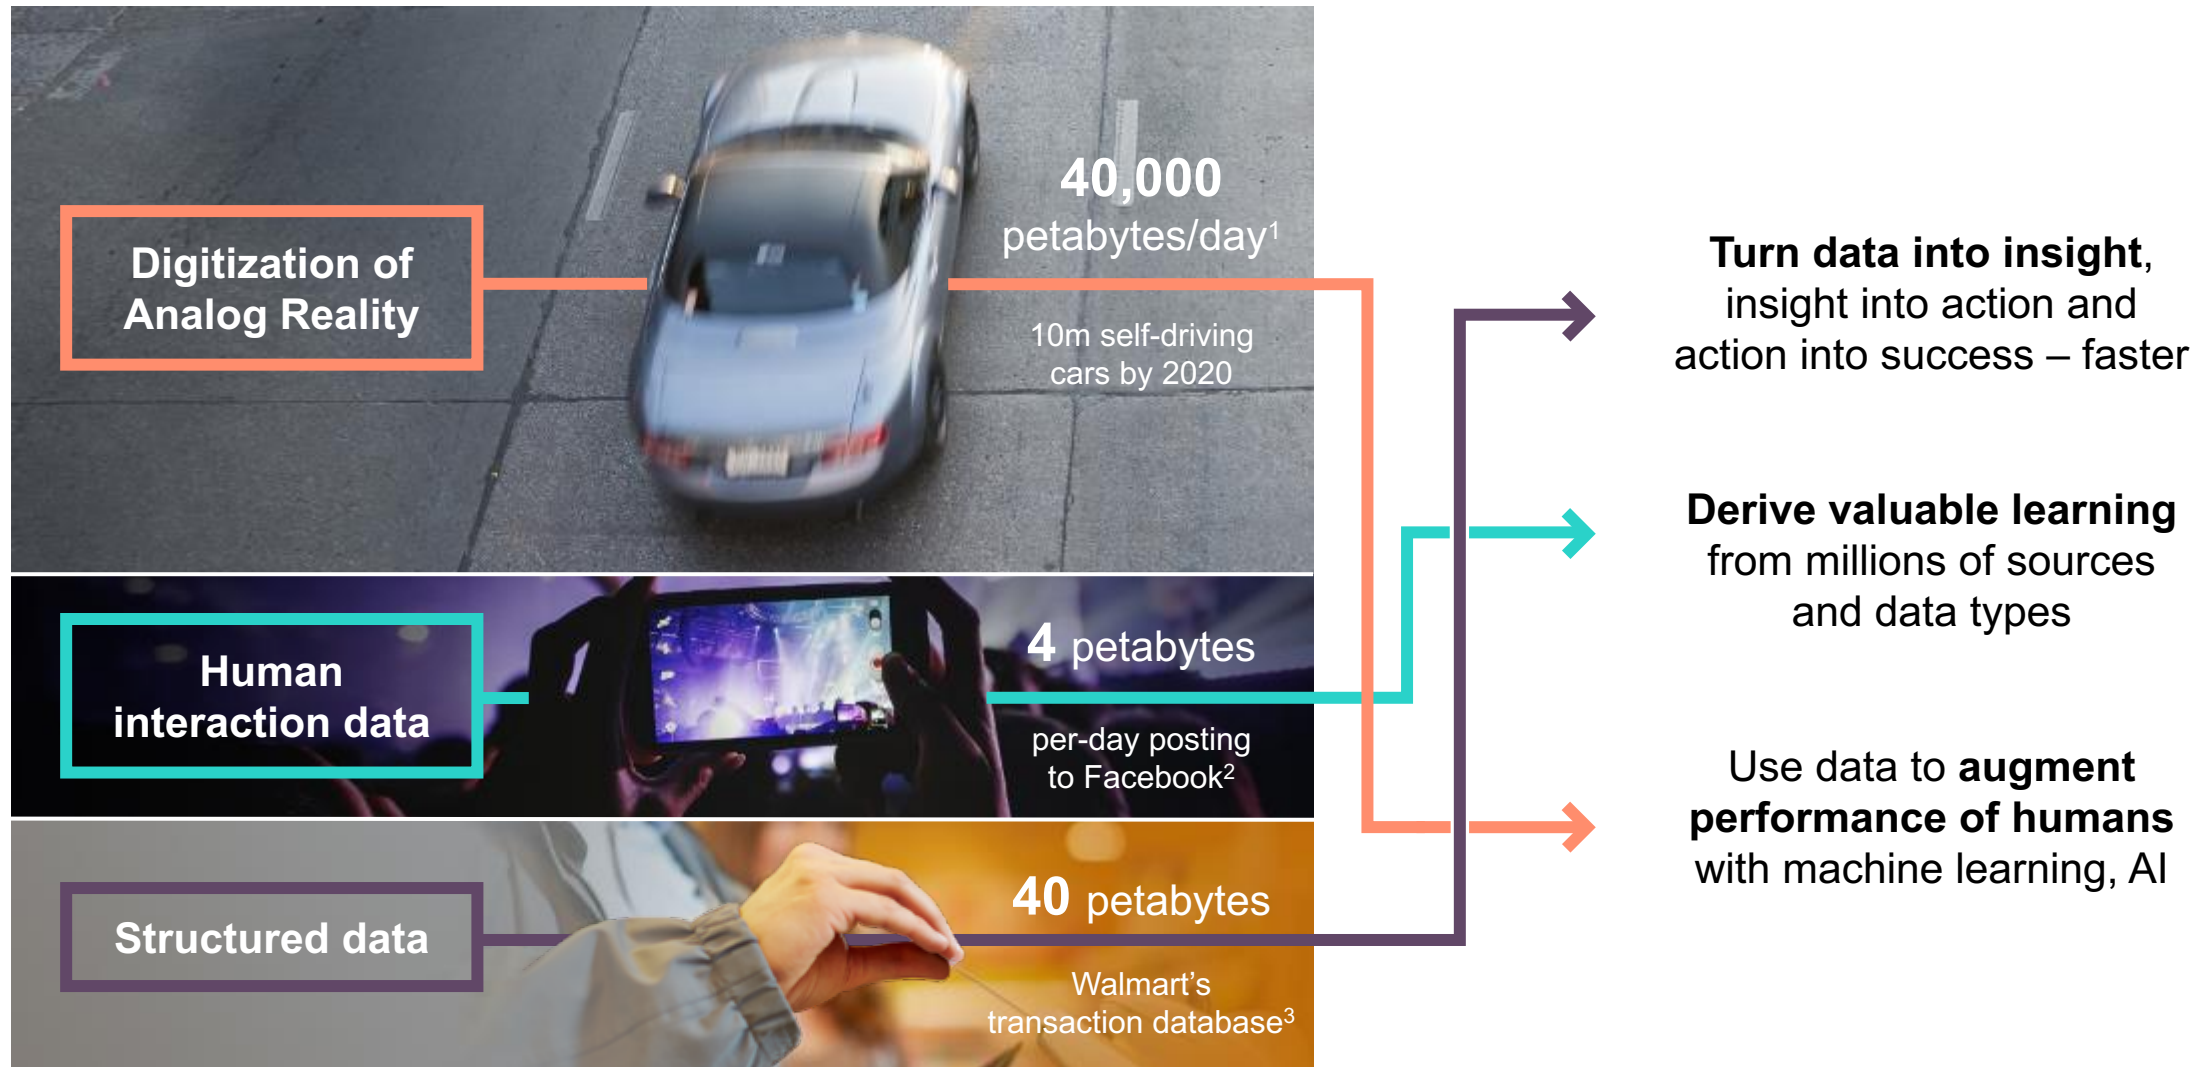 Digitization of
Analog Reality
40,000
petabytes/day¹
10m self-driving
cars by 2020
Human
interaction data
4 petabytes
per-day posting
to Facebook²
Structured data
40 petabytes
Walmart’s
transaction database³
Turn data into insight,
insight into action and
action into success – faster
Derive valuable learning
from millions of sources
and data types
Use data to augment
performance of humans
with machine learning, AI